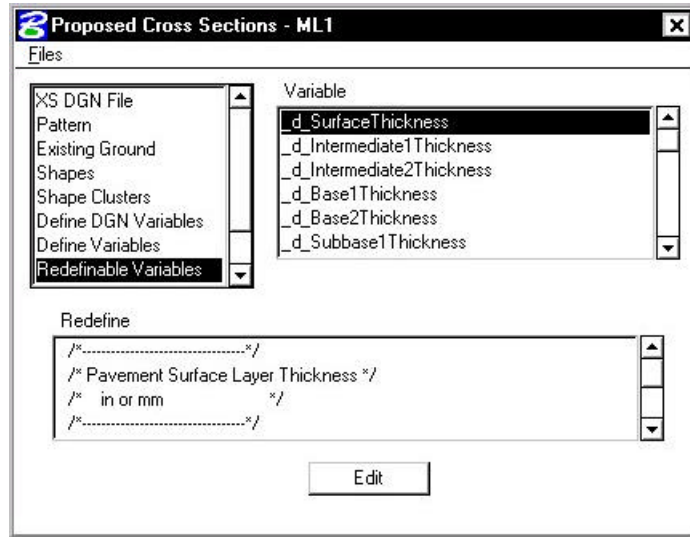 Proposed Cross Sections - ML1
Files
XS DGN File
Pattern
Existing Ground
Shapes
Shape Clusters
Define DGN Variables
Define Variables
Redefinable Variables
Variable
_d_SurfaceThickness
_d_Intermediate1Thickness
_d_Intermediate2Thickness
_d_Base1Thickness
_d_Base2Thickness
_d_Subbase1Thickness
Redefine
/*------------------------------*/
/* Pavement Surface Layer Thickness */
/* in or mm */
/*------------------------------*/
Edit